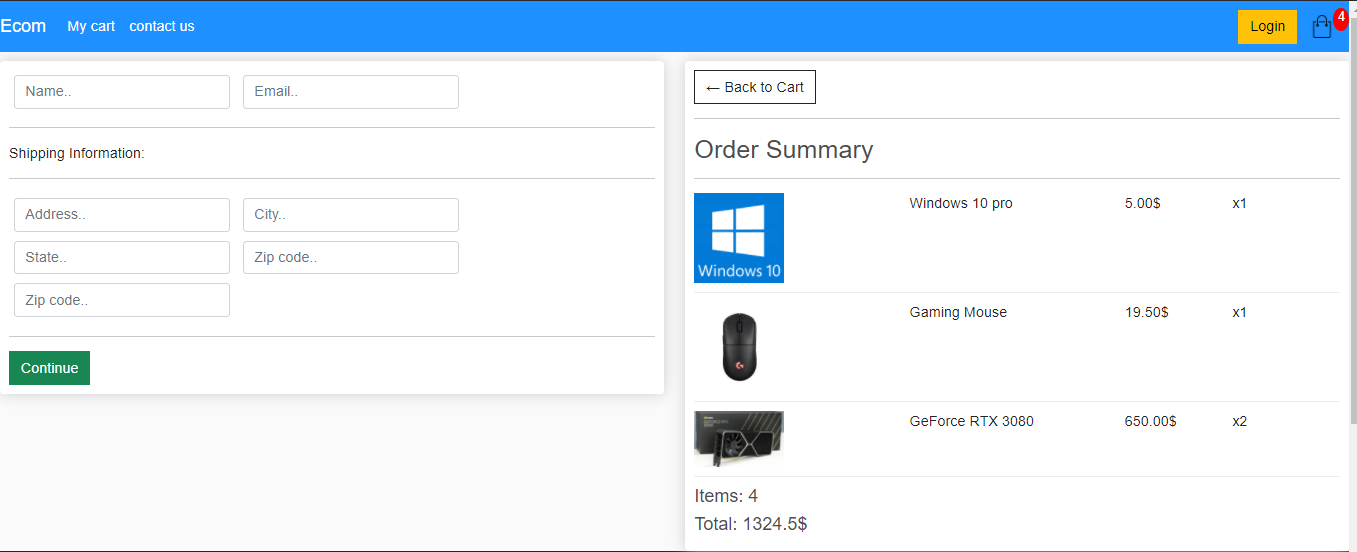 Ecom My cart contact us Login 4
Name.. Email..
Shipping Information:
Address.. City..
State.. Zip code..
Zip code..
Continue
← Back to Cart
Order Summary
Windows 10 Windows 10 pro 5.00$ x1
Gaming Mouse 19.50$ x1
GeForce RTX 3080 650.00$ x2
Items: 4
Total: 1324.5$